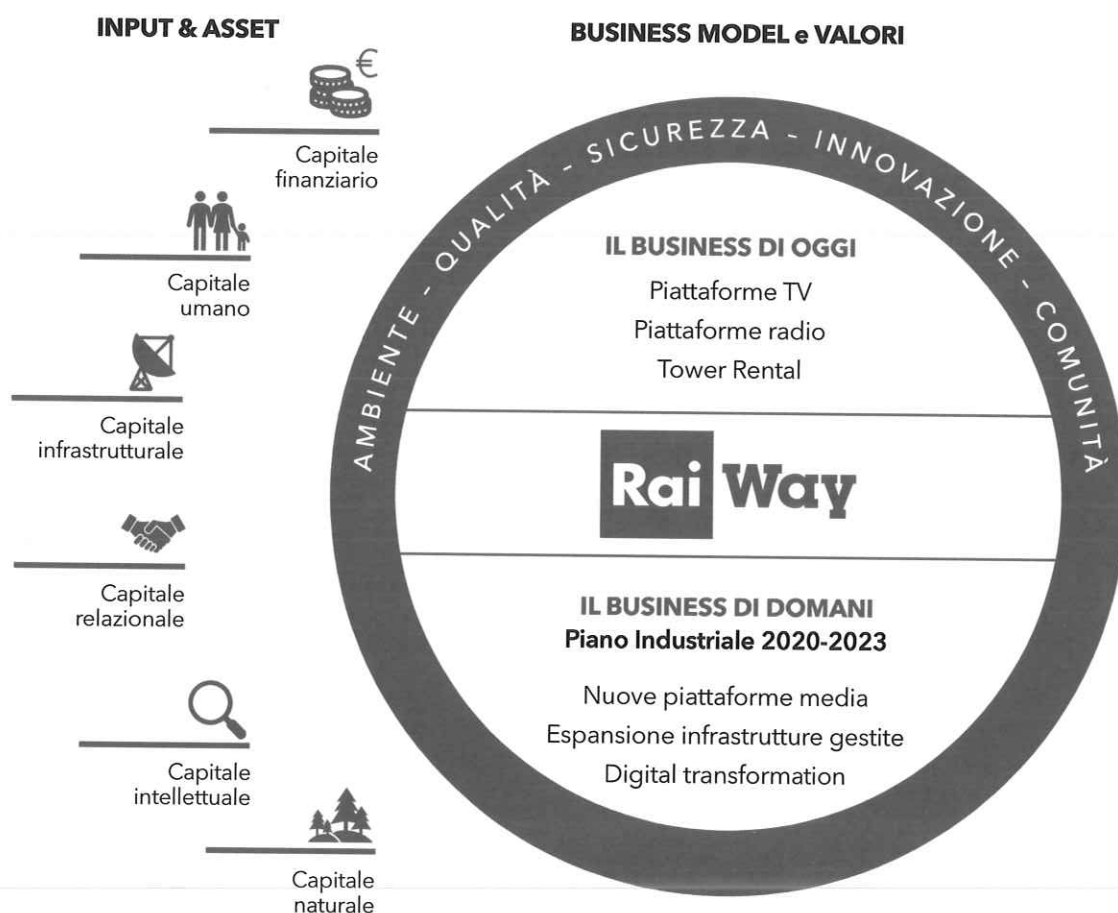 INPUT & ASSET
€
Capitale
finanziario
Capitale
umano
Capitale
infrastrutturale
Capitale
relazionale
Capitale
intellettuale
Capitale
naturale
BUSINESS MODEL e VALORI
AMBIENTE - QUALITÀ - SICUREZZA - INNOVAZIONE - COMUNITÀ
IL BUSINESS DI OGGI
Piattaforme TV
Piattaforme radio
Tower Rental
Rai Way
IL BUSINESS DI DOMANI
Piano Industriale 2020-2023
Nuove piattaforme media
Espansione infrastrutture gestite
Digital transformation